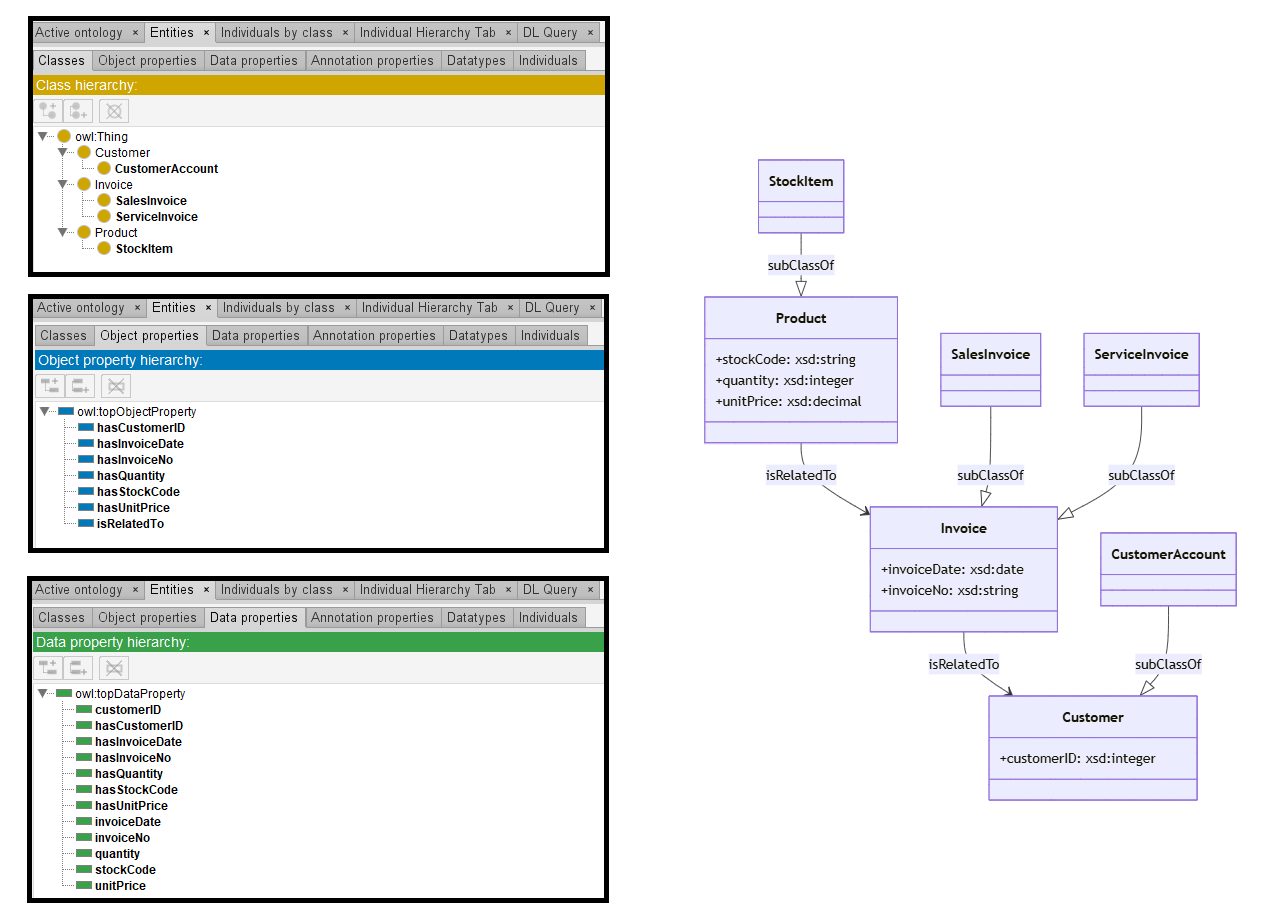 Active ontology × Entities × Individuals by class × Individual Hierarchy Tab × DL Query ×
Classes Object properties Data properties Annotation properties Datatypes Individuals
Class hierarchy:
owl:Thing
Customer
CustomerAccount
Invoice
SalesInvoice
ServiceInvoice
Product
StockItem
Active ontology × Entities × Individuals by class × Individual Hierarchy Tab × DL Query ×
Classes Object properties Data properties Annotation properties Datatypes Individuals
Object property hierarchy:
owl:topObjectProperty
hasCustomerID
hasInvoiceDate
hasInvoiceNo
hasQuantity
hasStockCode
hasUnitPrice
isRelatedTo
Active ontology × Entities × Individuals by class × Individual Hierarchy Tab × DL Query ×
Classes Object properties Data properties Annotation properties Datatypes Individuals
Data property hierarchy:
owl:topDataProperty
customerID
hasCustomerID
hasInvoiceDate
hasInvoiceNo
hasQuantity
hasStockCode
hasUnitPrice
invoiceDate
invoiceNo
quantity
stockCode
unitPrice
StockItem
subClassOf
Product
+stockCode: xsd:string
+quantity: xsd:integer
+unitPrice: xsd:decimal
SalesInvoice
ServiceInvoice
isRelatedTo
subClassOf
subClassOf
Invoice
+invoiceDate: xsd:date
+invoiceNo: xsd:string
CustomerAccount
isRelatedTo
subClassOf
Customer
+customerID: xsd:integer